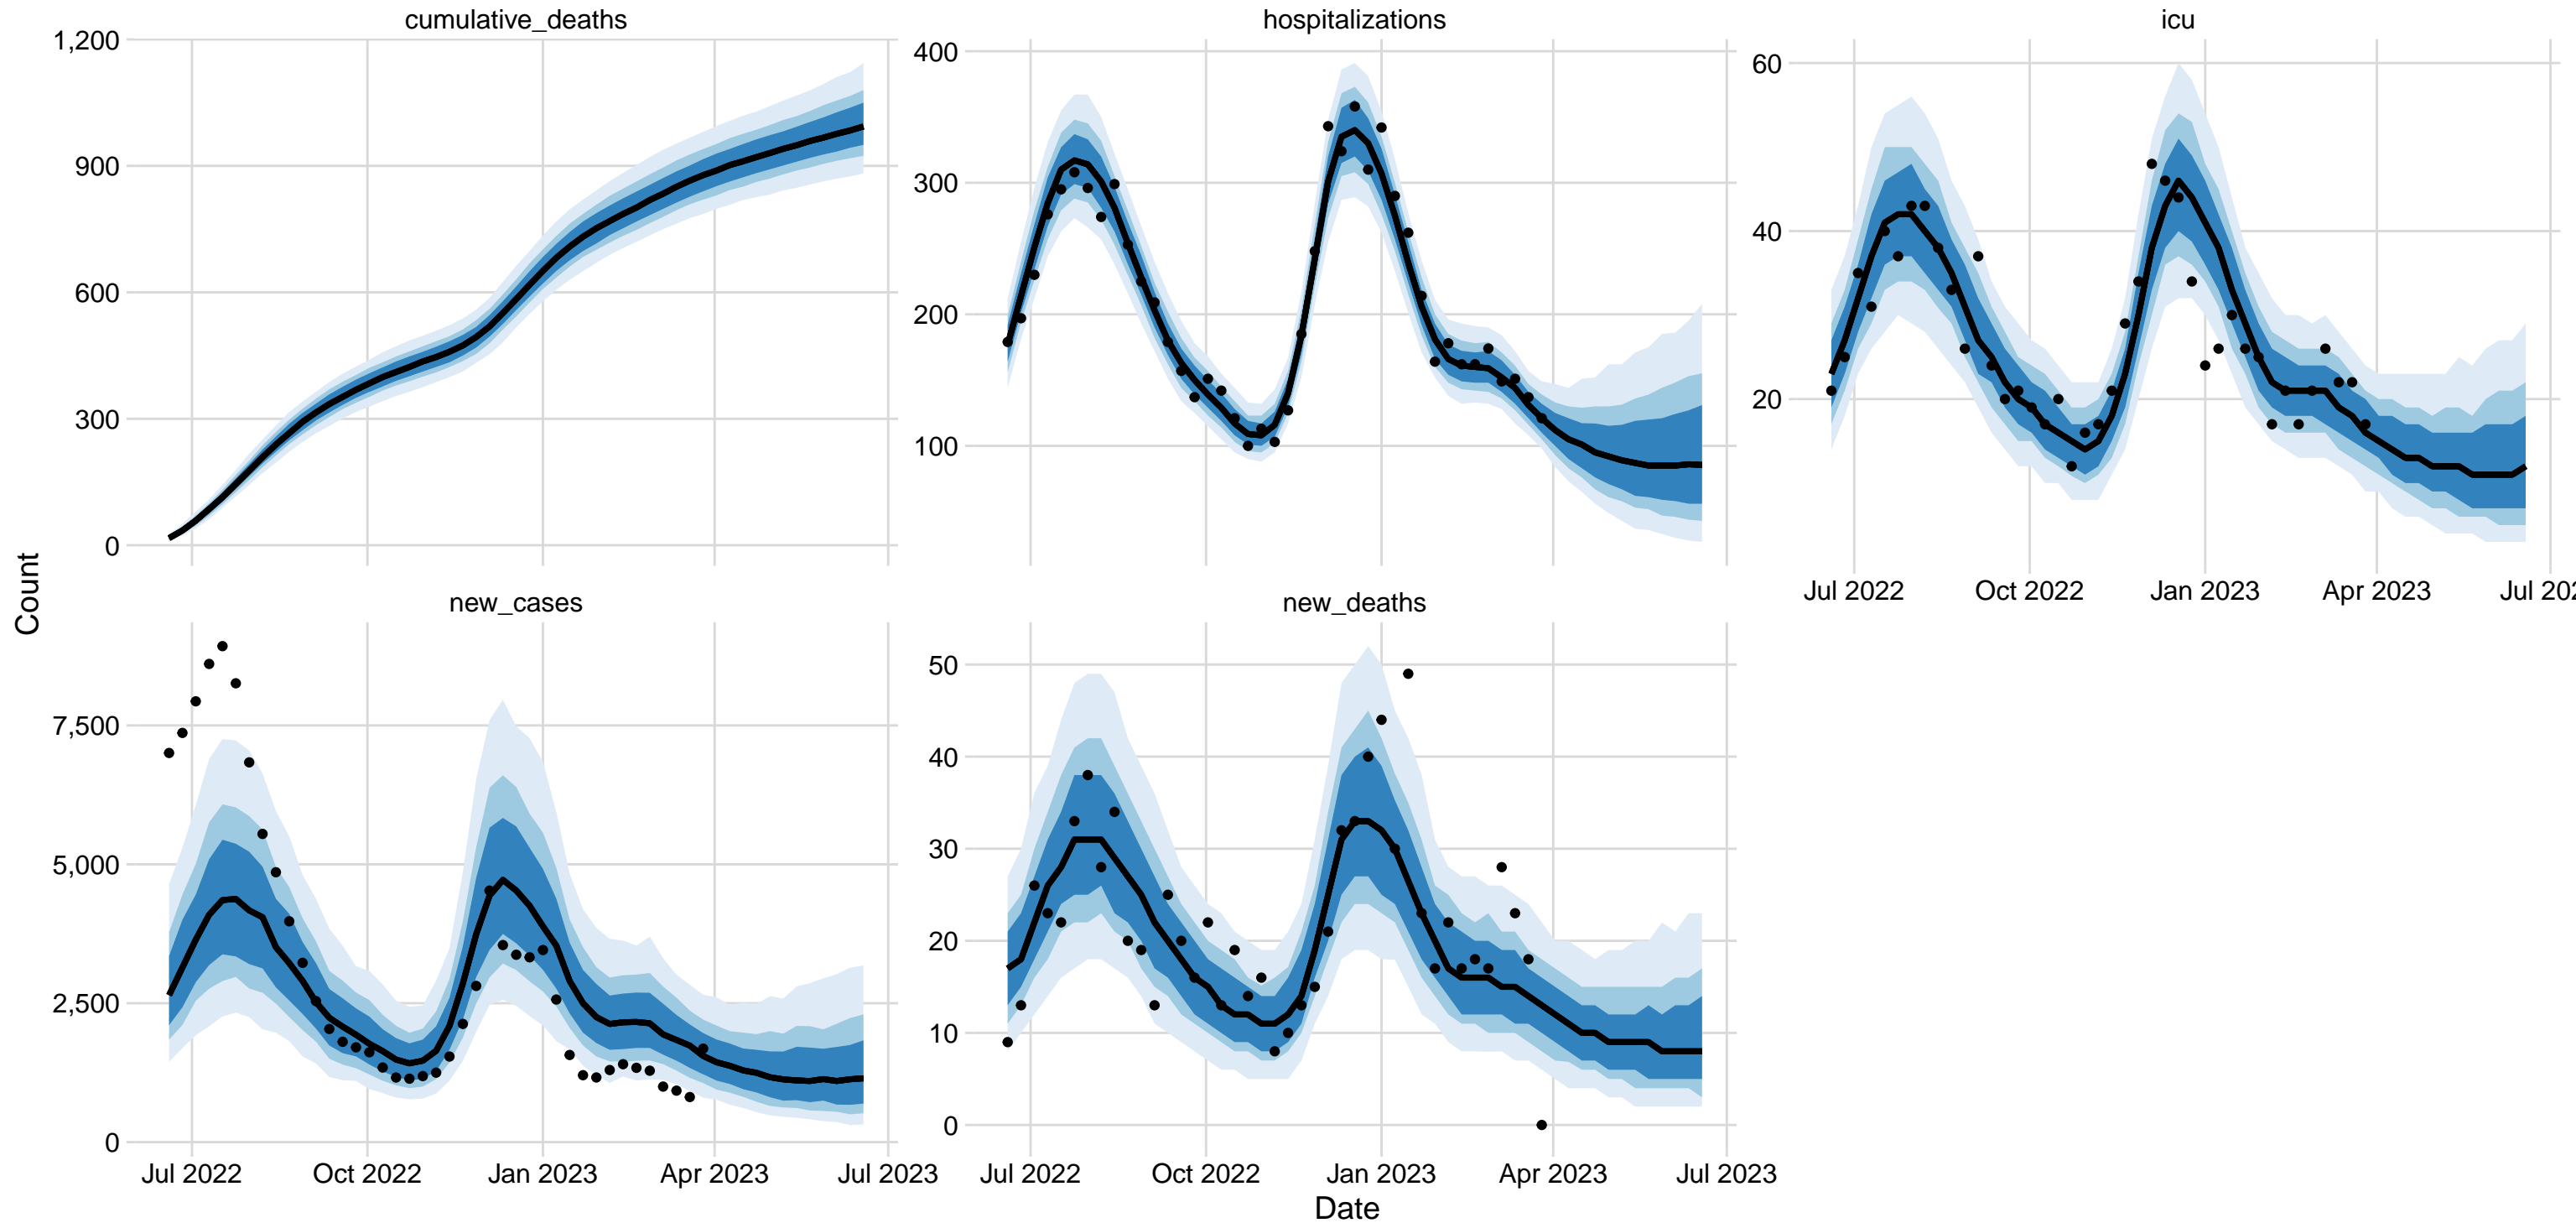 cumulative_deaths
1,200
900
600
300
0
hospitalizations
400
300
200
100
icu
60
40
20
Jul 2022 Oct 2022 Jan 2023 Apr 2023 Jul 202
Count
new_cases
7,500
5,000
2,500
0
Jul 2022 Oct 2022 Jan 2023 Apr 2023 Jul 2023
new_deaths
50
40
30
20
10
0
Jul 2022 Oct 2022 Jan 2023 Apr 2023 Jul 2023
Date